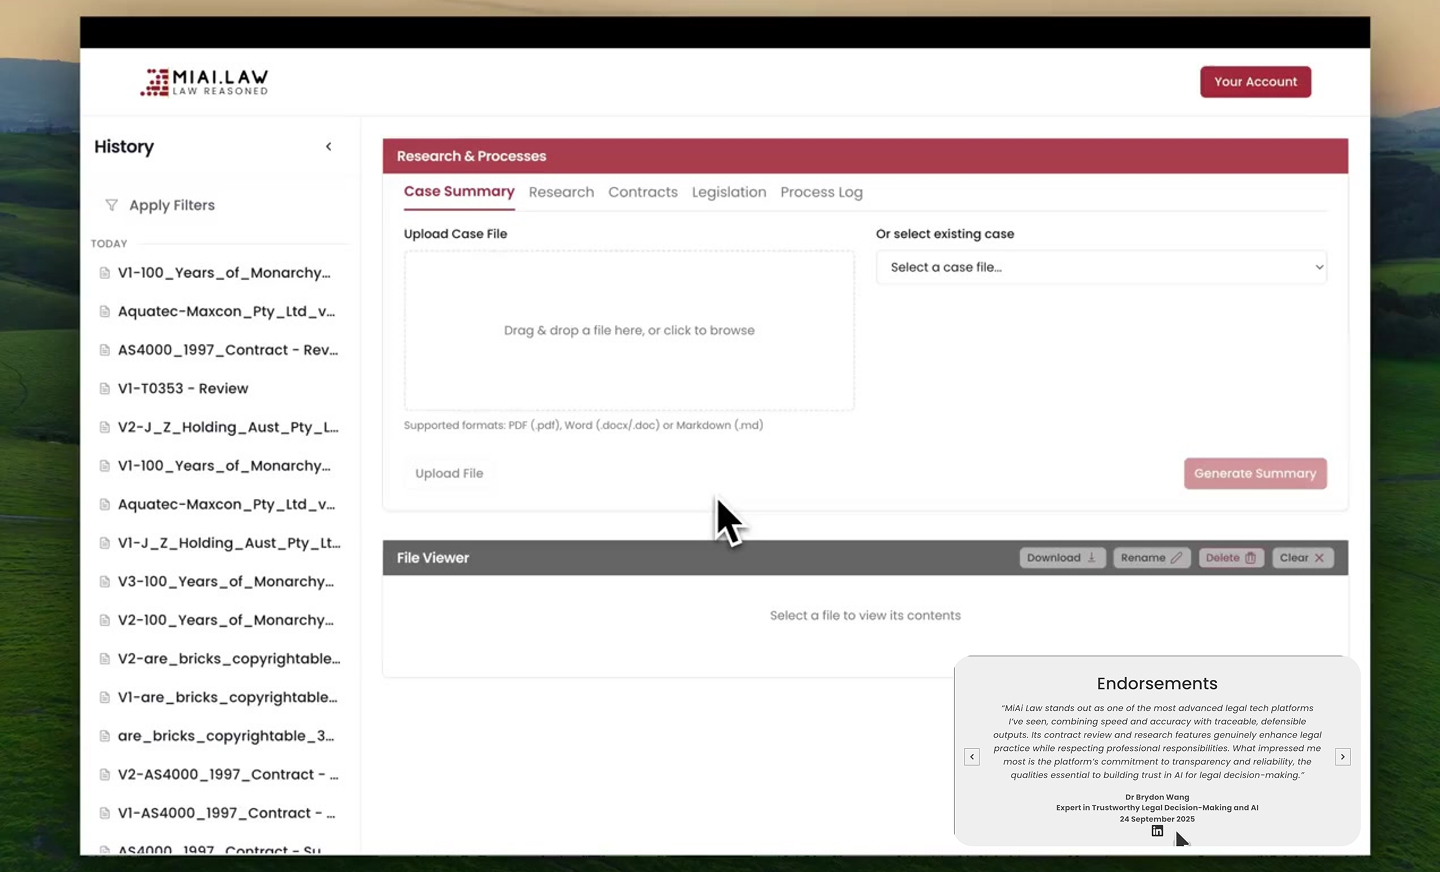 MIAI.LAW
LAW REASONED
Your Account
History
Apply Filters
TODAY
V1-100_Years_of_Monarchy...
Aquatec-Maxcon_Pty_Ltd_v...
AS4000_1997_Contract - Rev...
V1-T0353 - Review
V2-J_Z_Holding_Aust_Pty_L...
V1-100_Years_of_Monarchy...
Aquatec-Maxcon_Pty_Ltd_v...
V1-J_Z_Holding_Aust_Pty_Lt...
V3-100_Years_of_Monarchy...
V2-100_Years_of_Monarchy...
V2-are_bricks_copyrightable...
V1-are_bricks_copyrightable...
are_bricks_copyrightable_3...
V2-AS4000_1997_Contract - ...
V1-AS4000_1997_Contract - ...
AS4000_1997_Contract - Su...
Research & Processes
Case Summary Research Contracts Legislation Process Log
Upload Case File
Drag & drop a file here, or click to browse
Supported formats: PDF (.pdf), Word (.docx/.doc) or Markdown (.md)
Or select existing case
Select a case file...
Upload File
Generate Summary
File Viewer
Download Rename Delete Clear
Select a file to view its contents
Endorsements
“MiAi Law stands out as one of the most advanced legal tech platforms
I've seen, combining speed and accuracy with traceable, defensible
outputs. Its contract review and research features genuinely enhance legal
practice while respecting professional responsibilities. What impressed me
most is the platform's commitment to transparency and reliability, the
qualities essential to building trust in AI for legal decision-making.”
Dr Brydon Wang
Expert in Trustworthy Legal Decision-Making and AI
24 September 2025
in